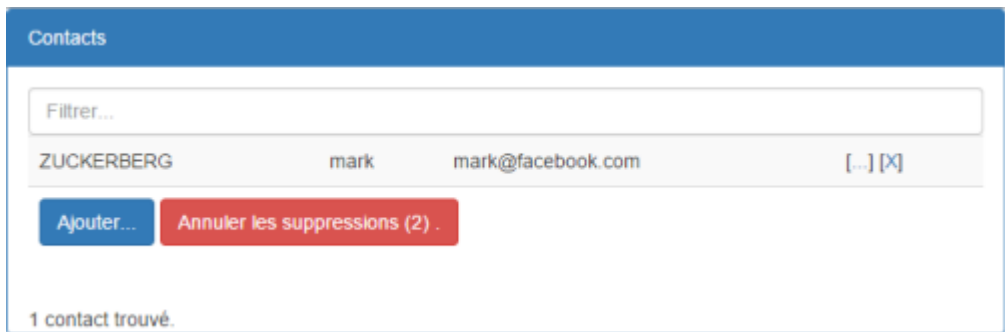 Contacts
Filtrer...
ZUCKERBERG mark mark@facebook.com [...] [X]
Ajouter... Annuler les suppressions (2) .
1 contact trouvé.